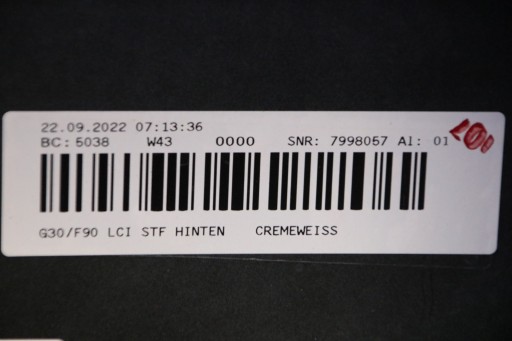 22.09.2022 07:13:36
BC: 5038 W43 0000 SNR: 7998057 AI: 01
G30/F90 LCI STF HINTEN CREMEWEISS